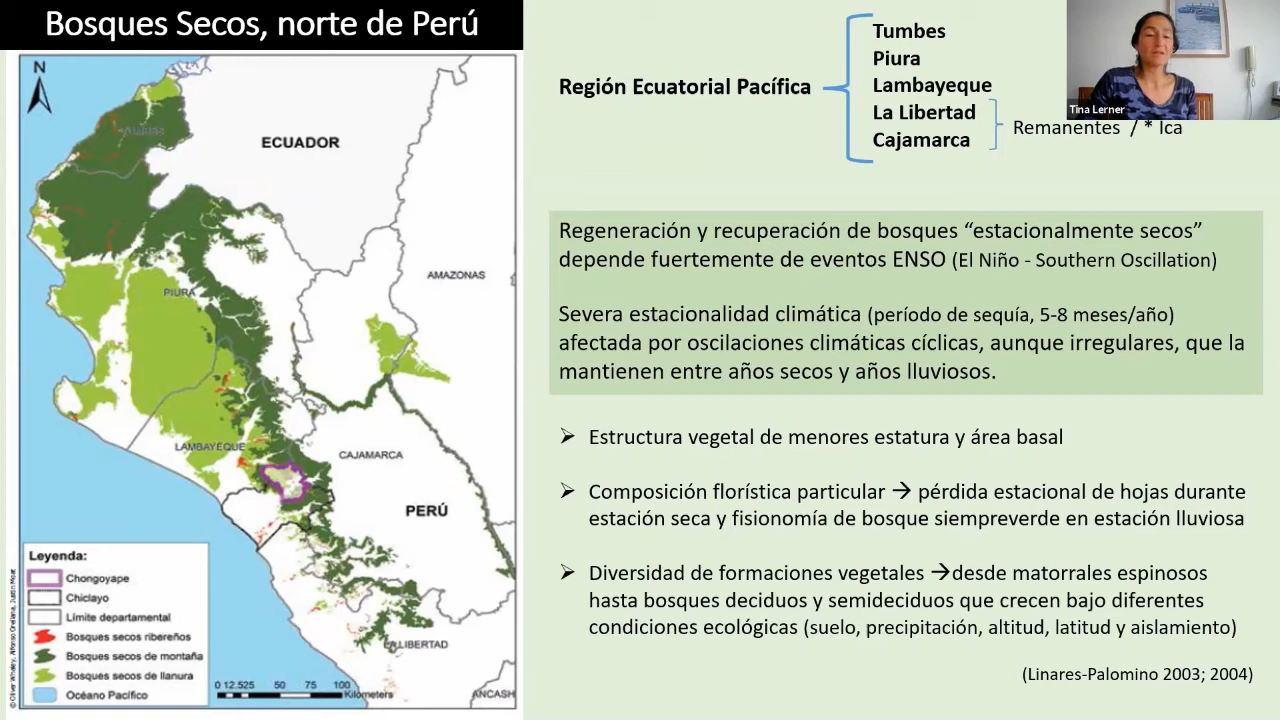 Bosques Secos, norte de Perú
N
TUMBES
ECUADOR
AMAZONAS
PIURA
LAMBAYEQUE
CAJAMARCA
PERÚ
LA LIBERTAD
ANCASH
Leyenda:
Chongoyape
Chiclayo
Límite departamental
Bosques secos ribereños
Bosques secos de montaña
Bosques secos de llanura
Océano Pacífico
0 12.525 50 75 100
Kilometers
Región Ecuatorial Pacífica
Tumbes
Piura
Lambayeque
La Libertad
Cajamarca
Remanentes / * Ica
Tina Lerner
Regeneración y recuperación de bosques “estacionalmente secos”
depende fuertemente de eventos ENSO (El Niño - Southern Oscillation)
Severa estacionalidad climática (período de sequía, 5-8 meses/año)
afectada por oscilaciones climáticas cíclicas, aunque irregulares, que la
mantienen entre años secos y años lluviosos.
➢ Estructura vegetal de menores estatura y área basal
➢ Composición florística particular → pérdida estacional de hojas durante
estación seca y fisionomía de bosque siempreverde en estación lluviosa
➢ Diversidad de formaciones vegetales →desde matorrales espinosos
hasta bosques deciduos y semideciduos que crecen bajo diferentes
condiciones ecológicas (suelo, precipitación, altitud, latitud y aislamiento)
(Linares-Palomino 2003; 2004)